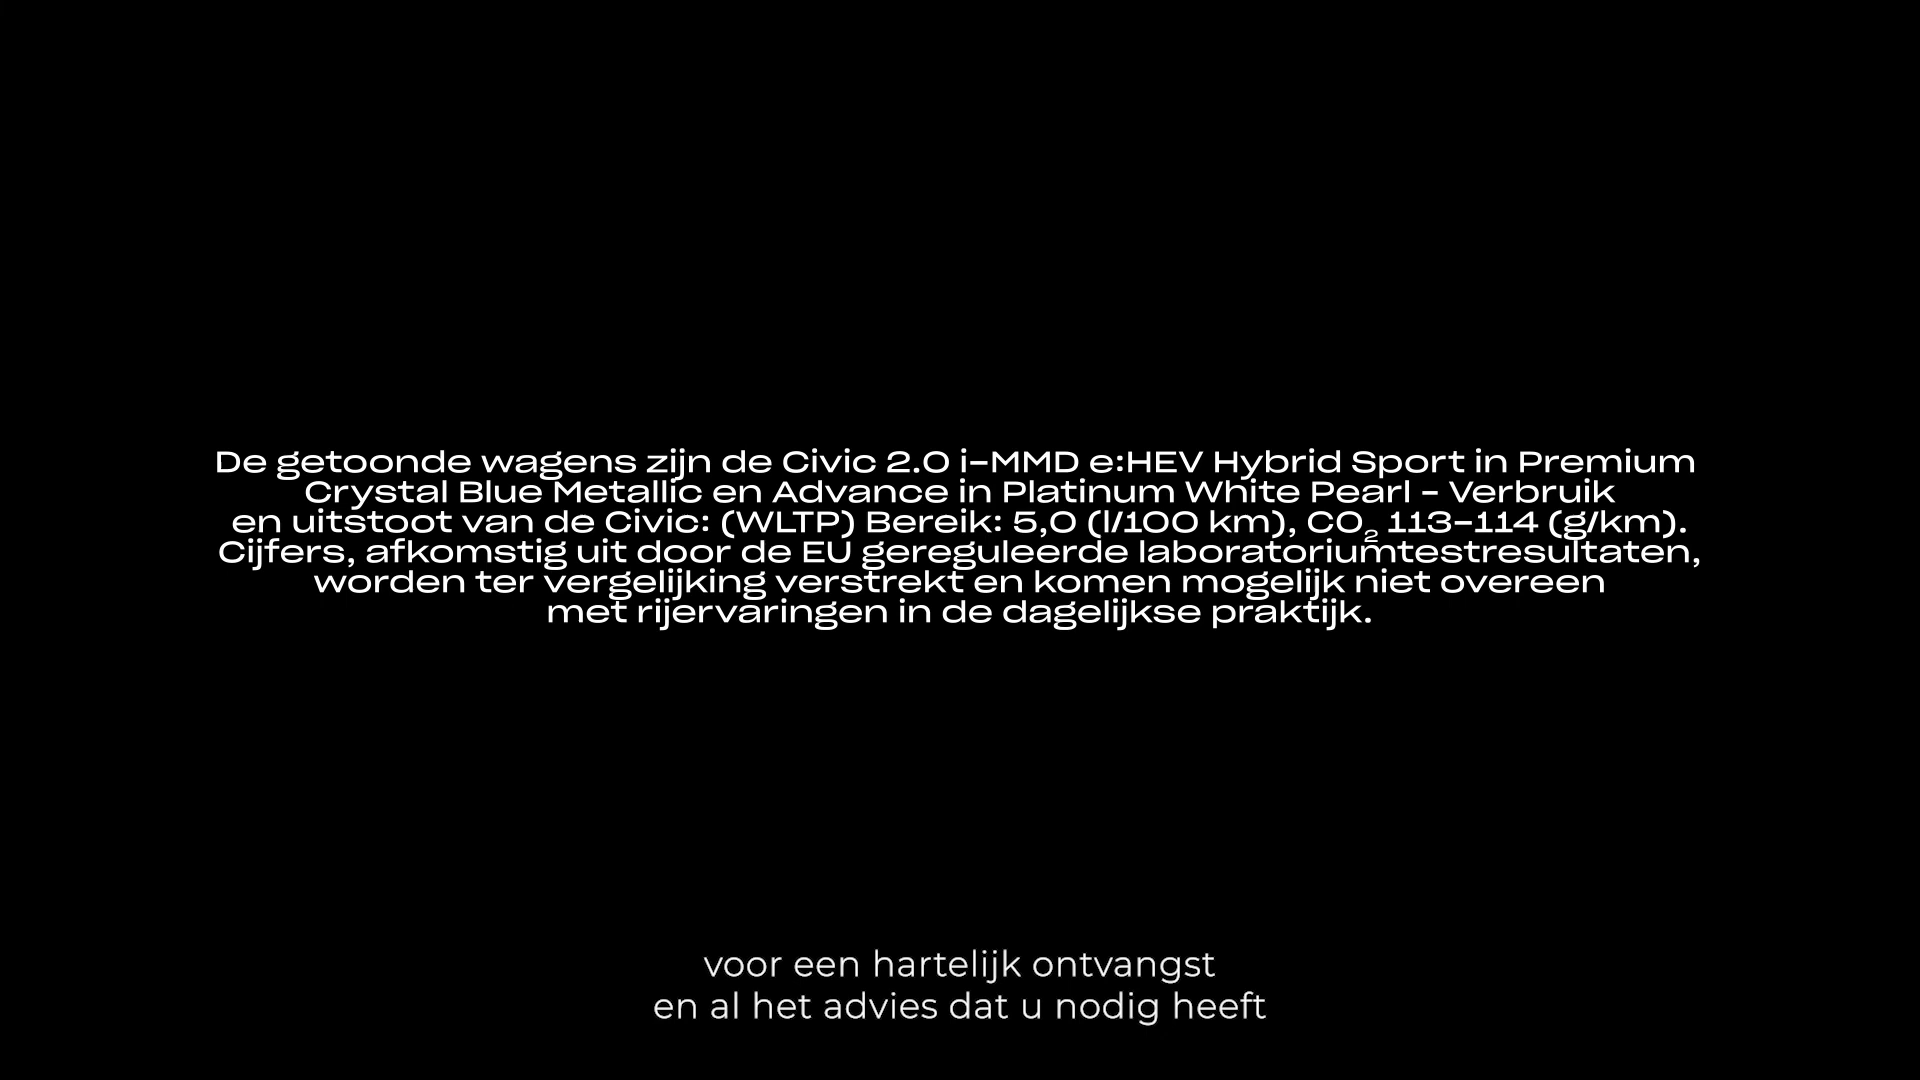 De getoonde wagens zijn de Civic 2.0 i-MMD e:HEV Hybrid Sport in Premium
Crystal Blue Metallic en Advance in Platinum White Pearl - Verbruik
en uitstoot van de Civic: (WLTP) Bereik: 5,0 (l/100 km), CO₂ 113-114 (g/km).
Cijfers, afkomstig uit door de EU gereguleerde laboratoriumtestresultaten,
worden ter vergelijking verstrekt en komen mogelijk niet overeen
met rijervaringen in de dagelijkse praktijk.
voor een hartelijk ontvangst
en al het advies dat u nodig heeft